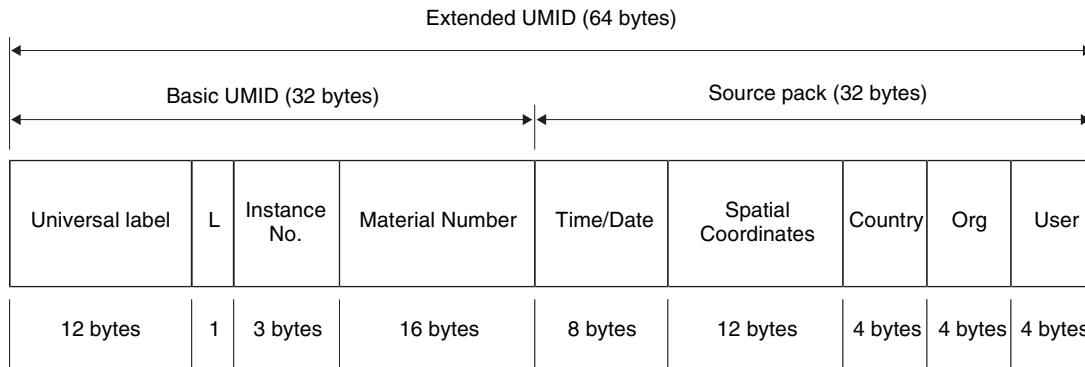 Extended UMID (64 bytes)
Basic UMID (32 bytes)
Source pack (32 bytes)
Universal label
L
Instance
No.
Material Number
Time/Date
Spatial
Coordinates
Country
Org
User
12 bytes
1
3 bytes
16 bytes
8 bytes
12 bytes
4 bytes
4 bytes
4 bytes